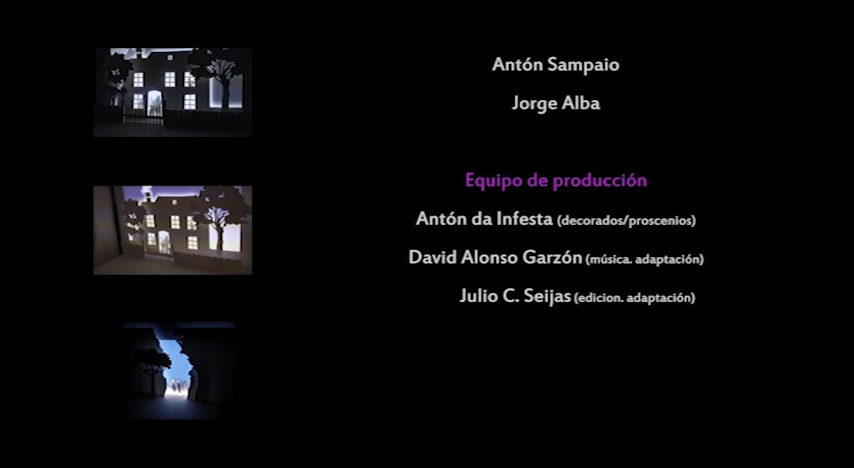 Antón Sampaio
Jorge Alba
Equipo de producción
Antón da Infesta (decorados/proscenios)
David Alonso Garzón (música. adaptación)
Julio C. Seijas (edicion. adaptación)